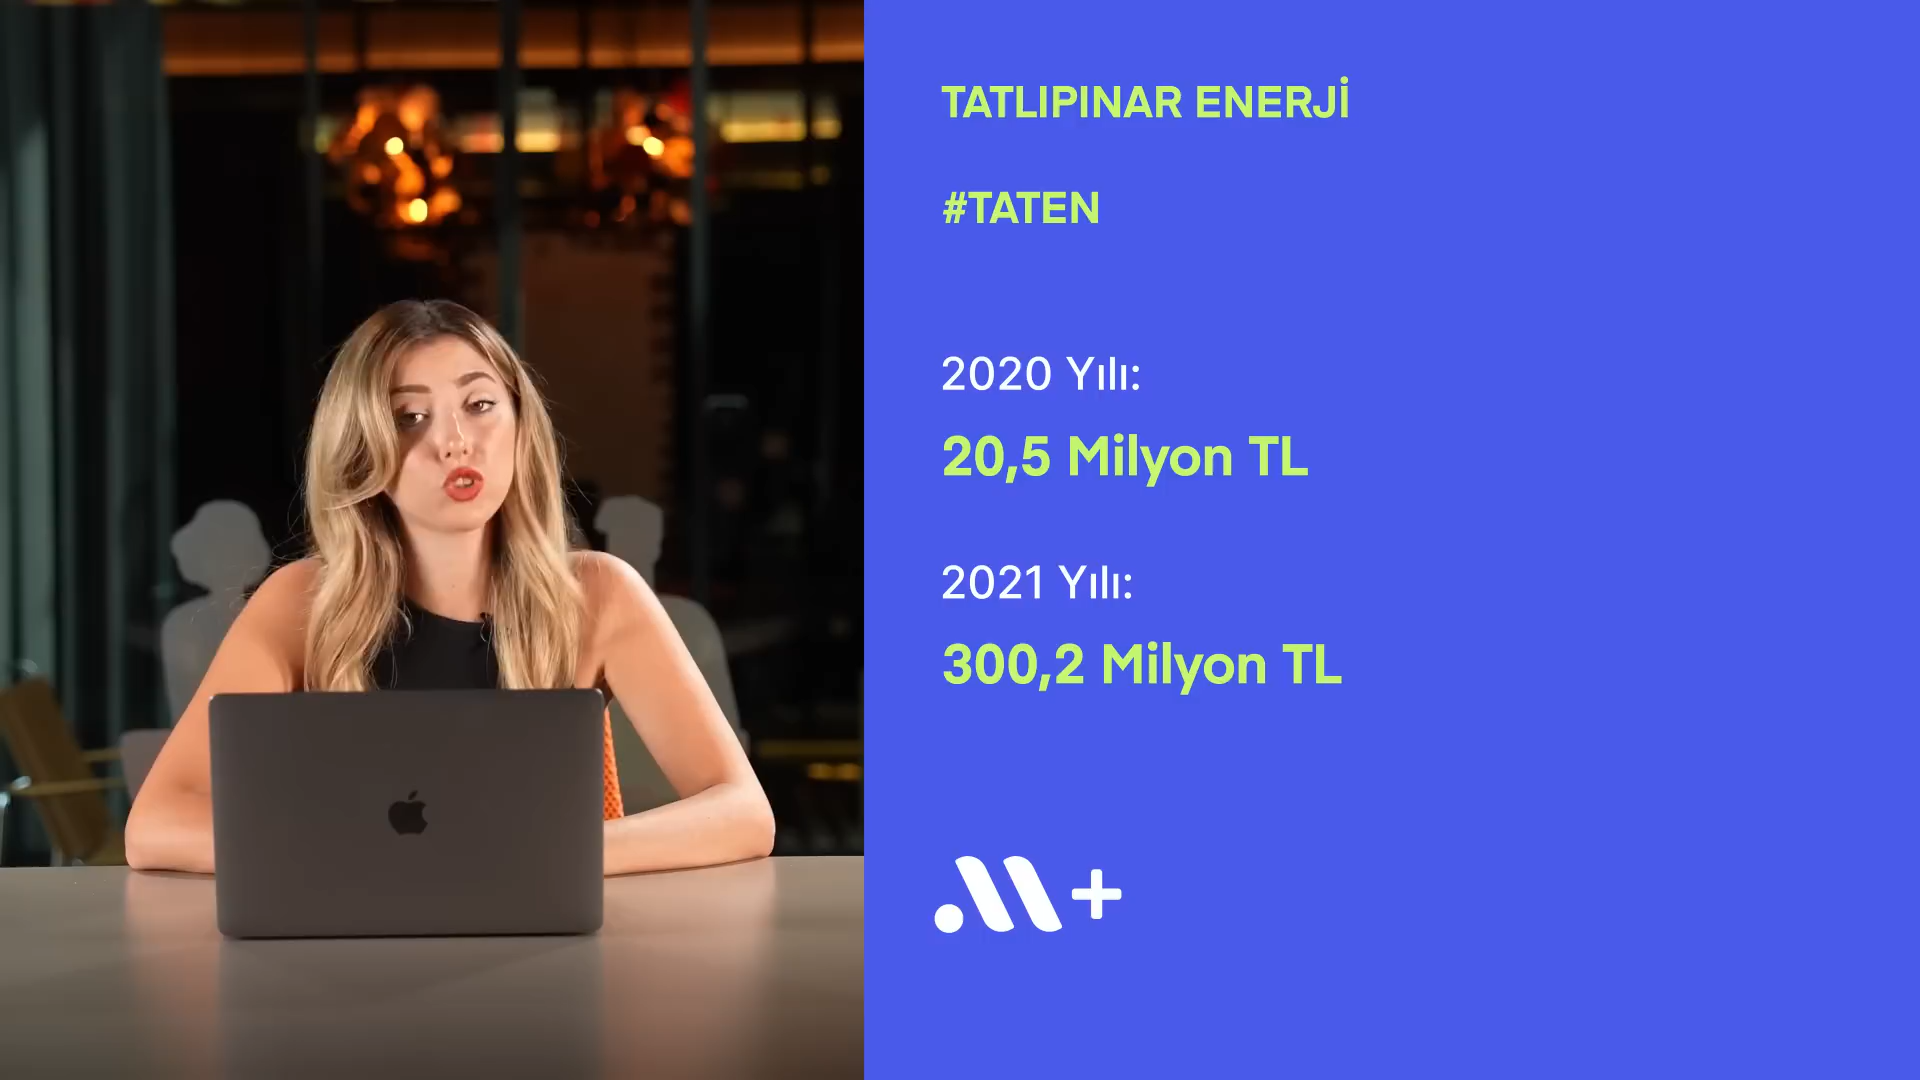 TATLIPINAR ENERJİ
#TATEN
2020 Yılı:
20,5 Milyon TL
2021 Yılı:
300,2 Milyon TL